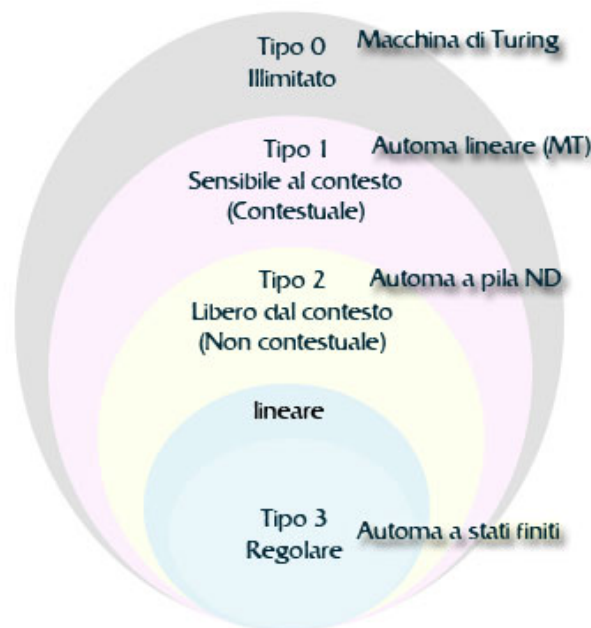 Tipo 0
Illimitato
Macchina di Turing
Tipo 1
Sensibile al contesto
(Contestuale)
Automa lineare (MT)
Tipo 2
Libero dal contesto
(Non contestuale)
Automa a pila ND
lineare
Tipo 3
Regolare
Automa a stati finiti